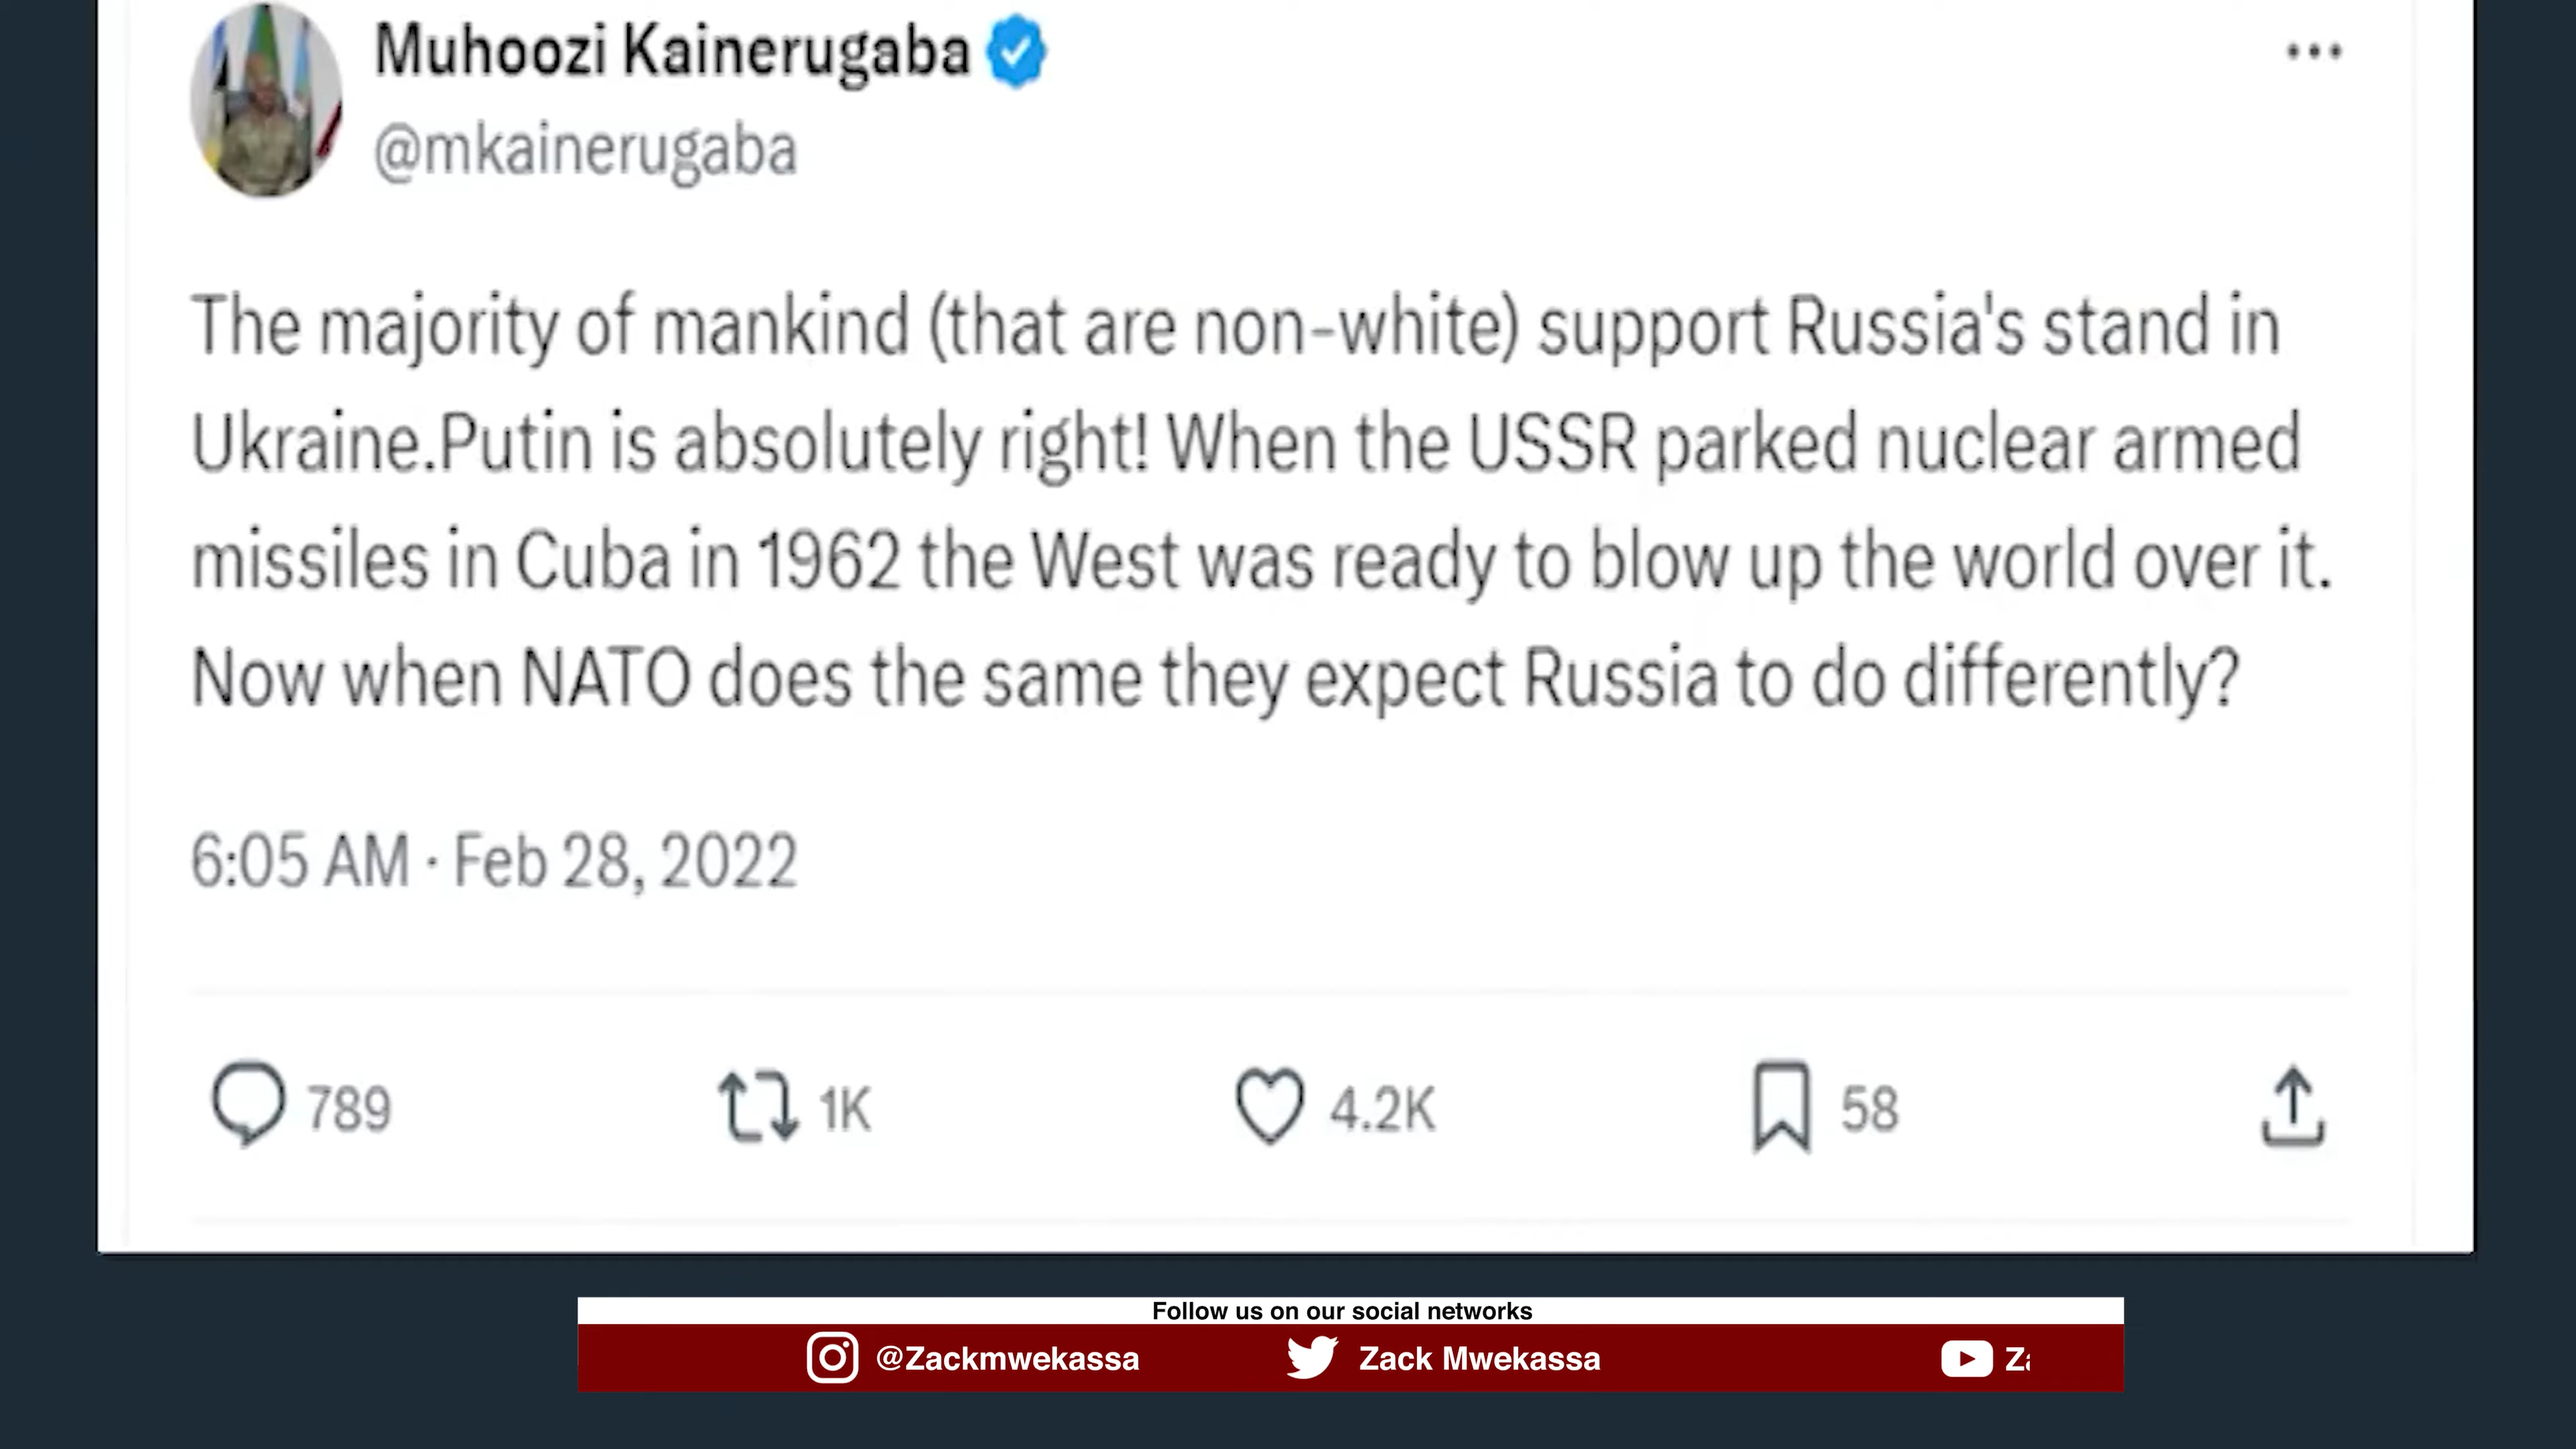 Muhoozi Kainerugaba
@mkainerugaba
The majority of mankind (that are non-white) support Russia's stand in
Ukraine.Putin is absolutely right! When the USSR parked nuclear armed
missiles in Cuba in 1962 the West was ready to blow up the world over it.
Now when NATO does the same they expect Russia to do differently?
6:05 AM · Feb 28, 2022
789 1K 4.2K 58
Follow us on our social networks
@Zackmwekassa Zack Mwekassa